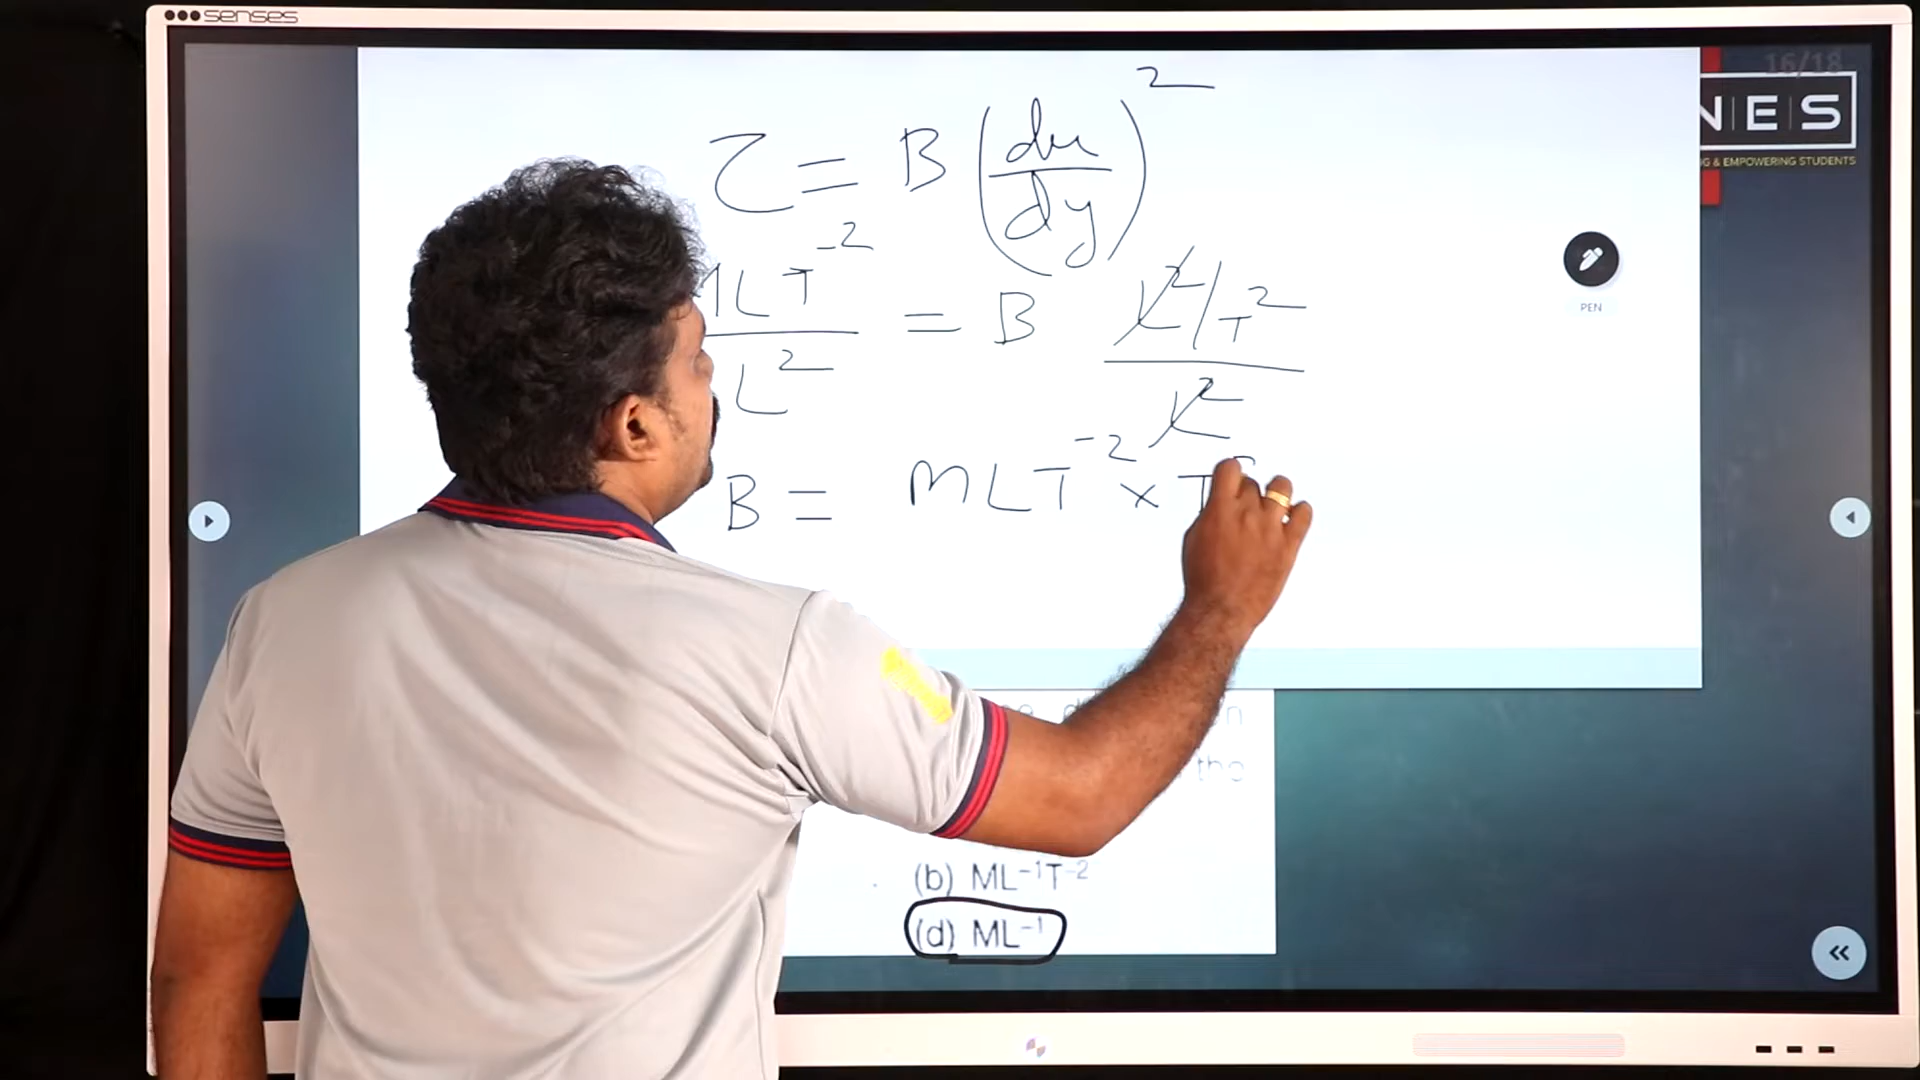 senses
16/18
NES
G & EMPOWERING STUDENTS
τ = B (du/dy)²
MLT⁻²/L² = B L²/T²/L²
PEN
B = MLT⁻² × T
the
(b) ML⁻¹T⁻²
(d) ML⁻¹